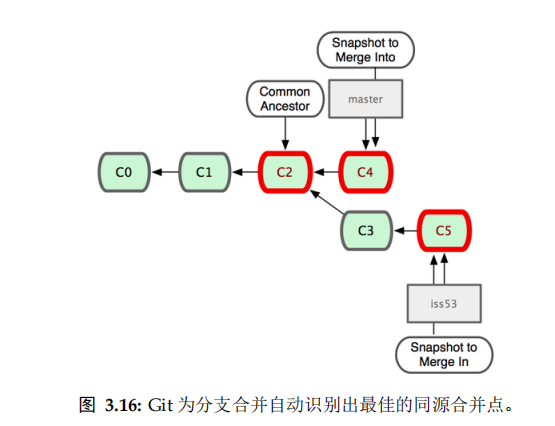 Snapshot to
Merge Into
Common
Ancestor
master
C0
C1
C2
C4
C3
C5
iss53
Snapshot to
Merge In
图 3.16: Git 为分支合并自动识别出最佳的同源合并点。